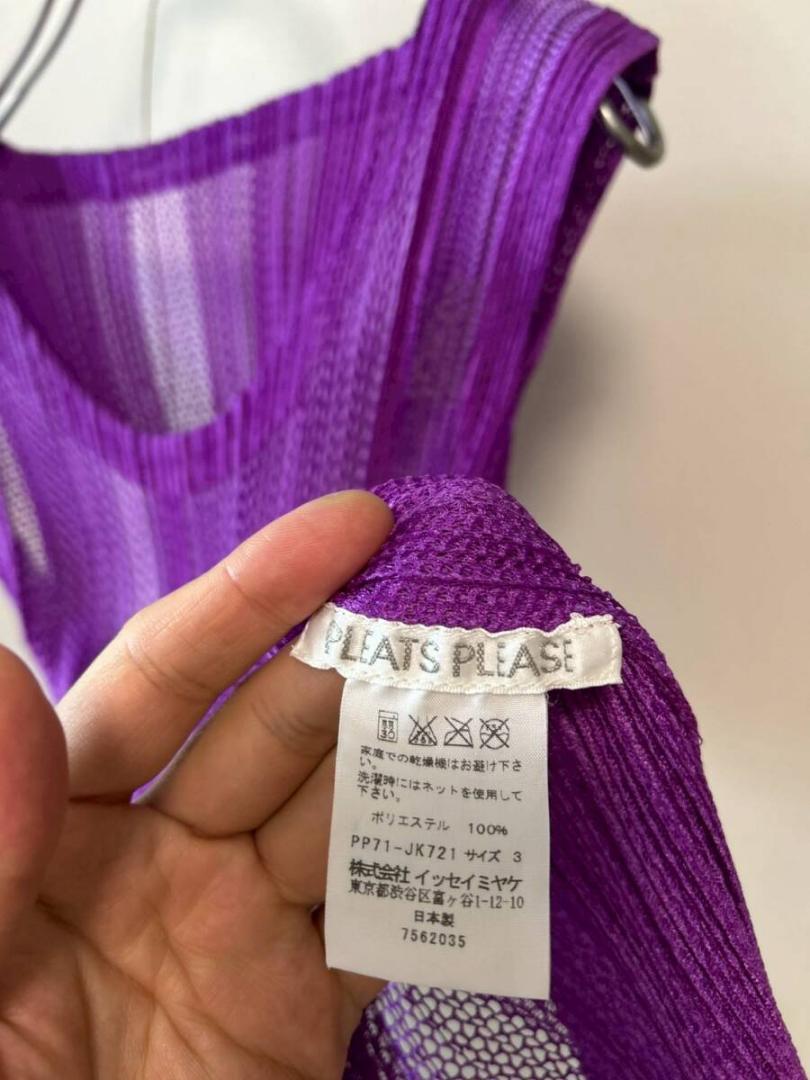 PLEATS PLEASE
家庭での乾燥機はお避け下さ
い。
洗濯時にはネットを使用して
下さい。
ポリエステル 100%
PP71-JK721 サイズ 3
株式会社 イッセイミヤケ
東京都渋谷区富ヶ谷1-12-10
日本製
7562035